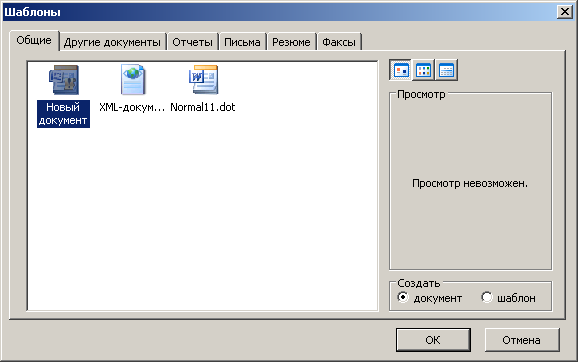 Шаблоны
Общие
Другие документы
Отчеты
Письма
Резюме
Факсы
Новый
документ
XML-докум...
Normal11.dot
Просмотр
Просмотр невозможен.
Создать
документ
шаблон
OK
Отмена